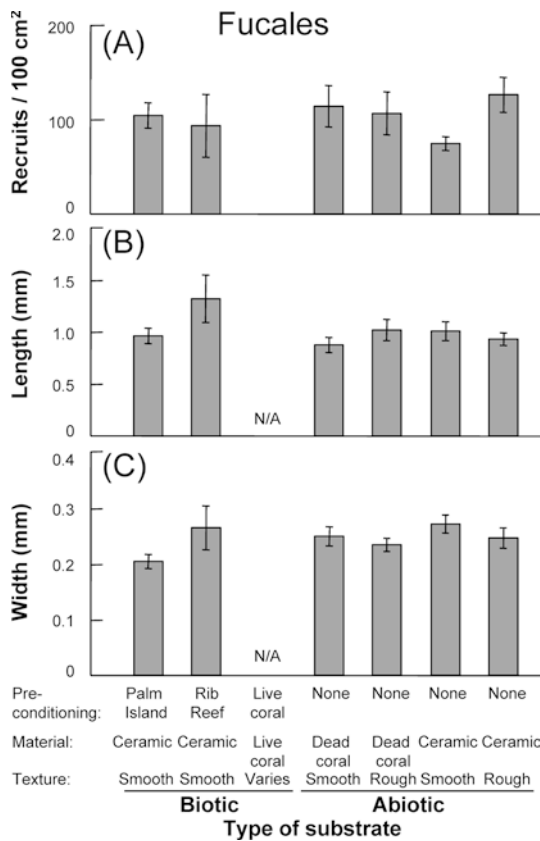 Fucales
(A)
Recruits / 100 cm²
200
100
0
(B)
Length (mm)
2.0
1.5
1.0
0.5
0
N/A
(C)
Width (mm)
0.4
0.3
0.2
0.1
0
N/A
Pre-conditioning: Palm Island Rib Reef Live coral None None None None
Material: Ceramic Ceramic Live coral Dead coral Dead coral Ceramic Ceramic
Texture: Smooth Smooth Varies Smooth Rough Smooth Rough
Biotic Abiotic
Type of substrate